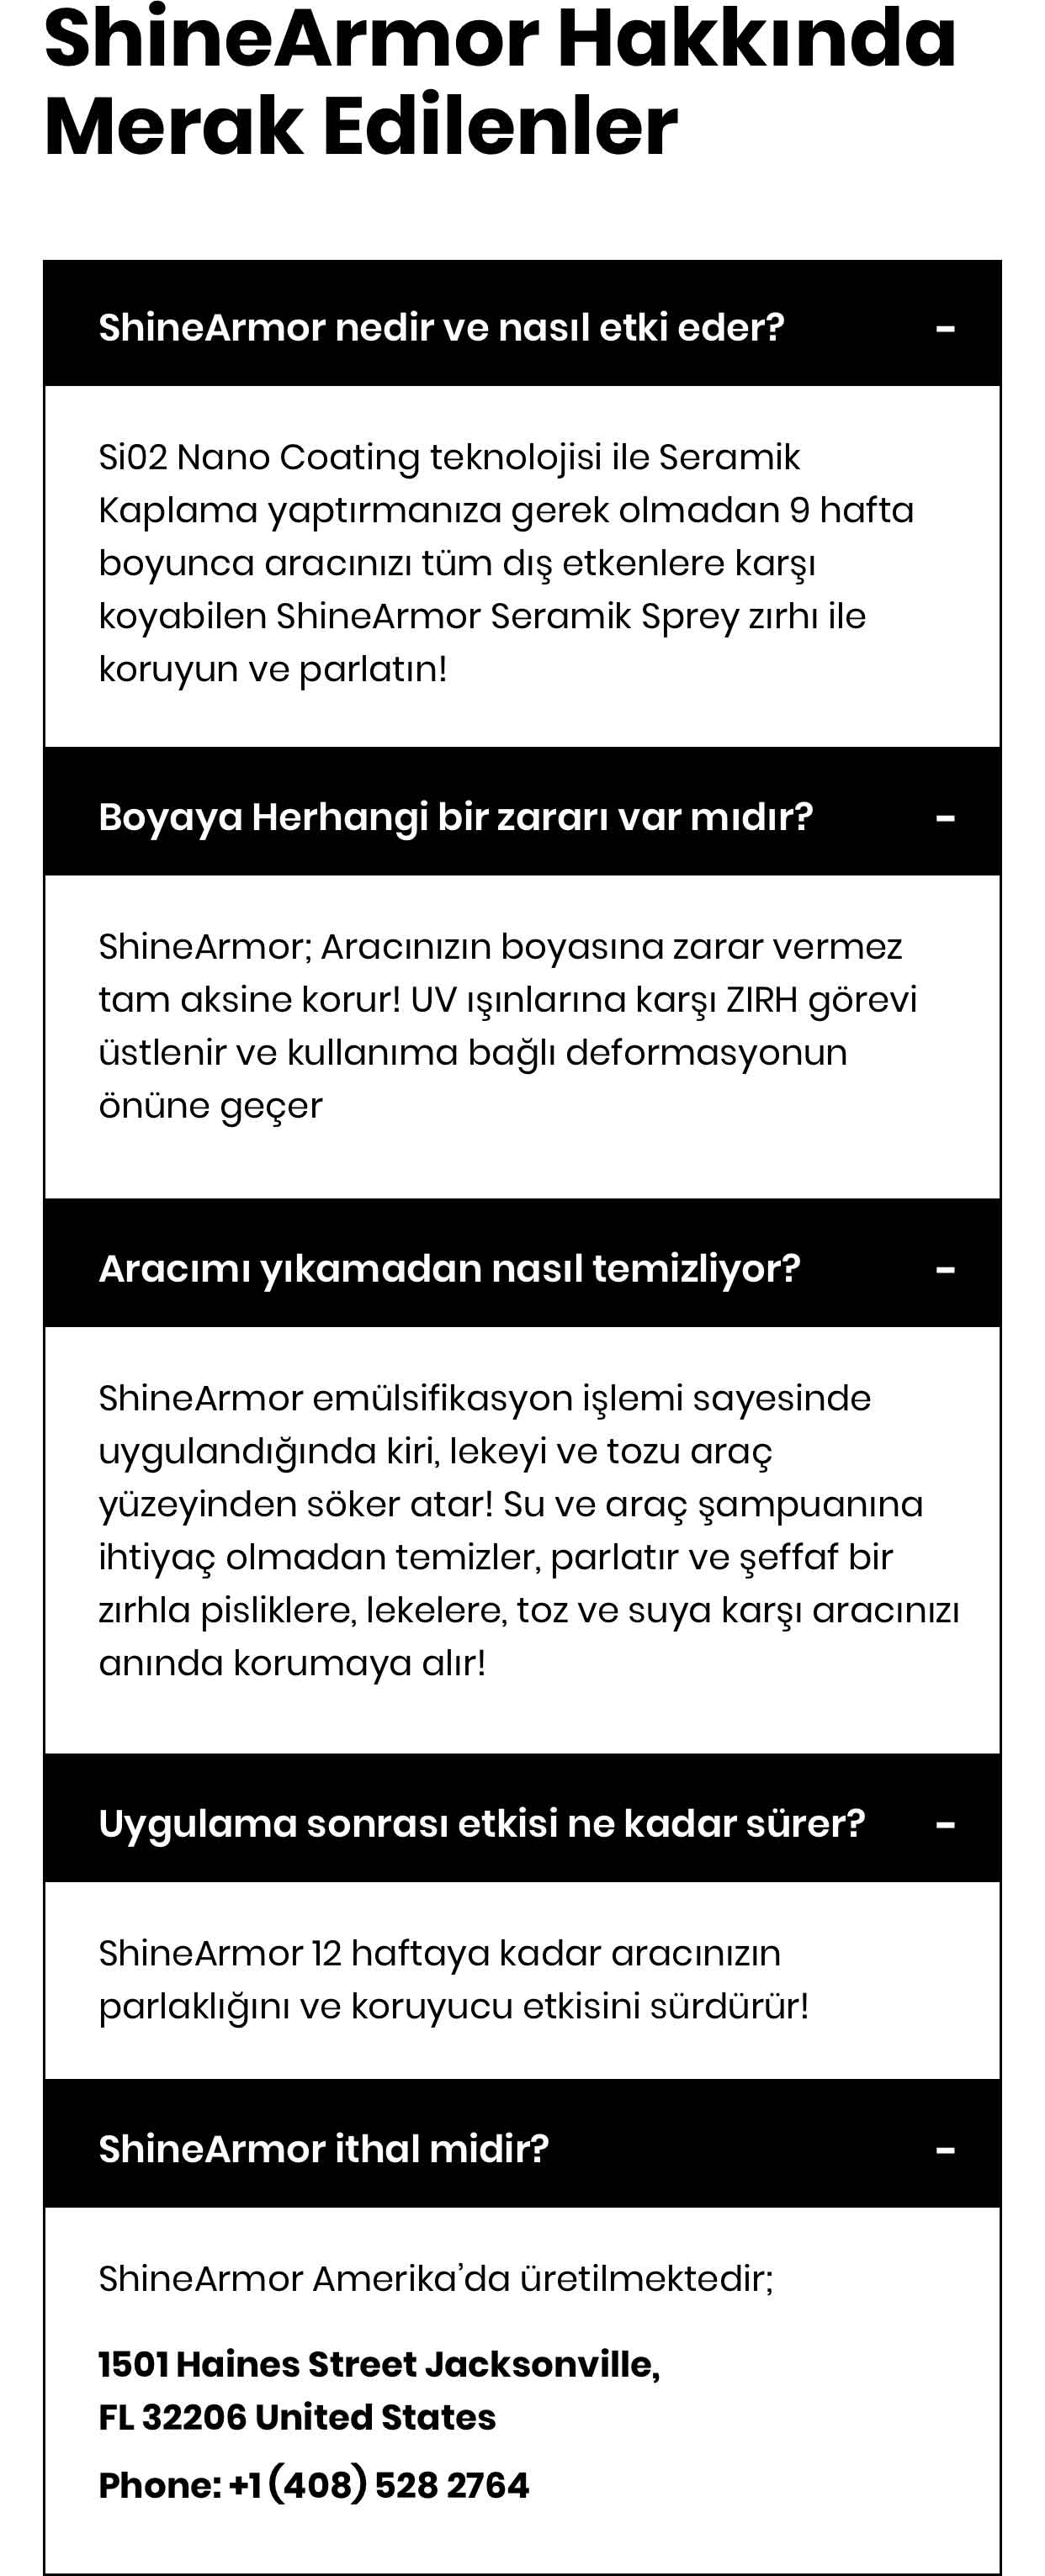 ShineArmor Hakkında
Merak Edilenler
ShineArmor nedir ve nasıl etki eder? -
Si02 Nano Coating teknolojisi ile Seramik
Kaplama yaptırmanıza gerek olmadan 9 hafta
boyunca aracınızı tüm dış etkenlere karşı
koyabilen ShineArmor Seramik Sprey zırhı ile
koruyun ve parlatın!
Boyaya Herhangi bir zararı var mıdır? -
ShineArmor; Aracınızın boyasına zarar vermez
tam aksine korur! UV ışınlarına karşı ZIRH görevi
üstlenir ve kullanıma bağlı deformasyonun
önüne geçer
Aracımı yıkamadan nasıl temizliyor? -
ShineArmor emülsifikasyon işlemi sayesinde
uygulandığında kiri, lekeyi ve tozu araç
yüzeyinden söker atar! Su ve araç şampuanına
ihtiyaç olmadan temizler, parlatır ve şeffaf bir
zırhla pisliklere, lekelere, toz ve suya karşı aracınızı
anında korumaya alır!
Uygulama sonrası etkisi ne kadar sürer? -
ShineArmor 12 haftaya kadar aracınızın
parlaklığını ve koruyucu etkisini sürdürür!
ShineArmor ithal midir? -
ShineArmor Amerika’da üretilmektedir;
1501 Haines Street Jacksonville,
FL 32206 United States
Phone: +1 (408) 528 2764